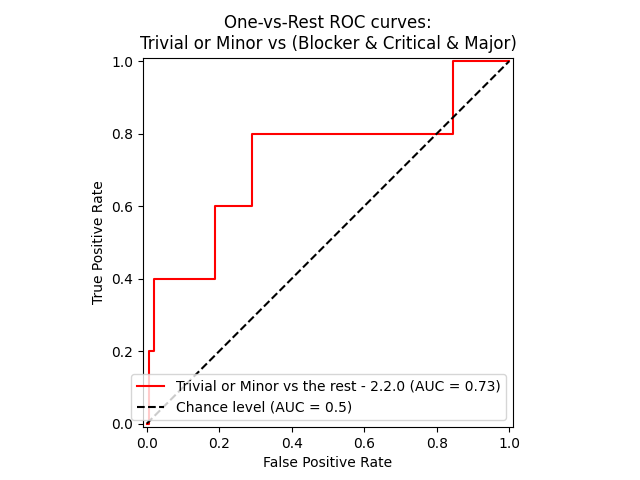 One-vs-Rest ROC curves:
Trivial or Minor vs (Blocker & Critical & Major)
1.0
0.8
0.6
0.4
0.2
0.0
True Positive Rate
Trivial or Minor vs the rest - 2.2.0 (AUC = 0.73)
Chance level (AUC = 0.5)
0.0 0.2 0.4 0.6 0.8 1.0
False Positive Rate